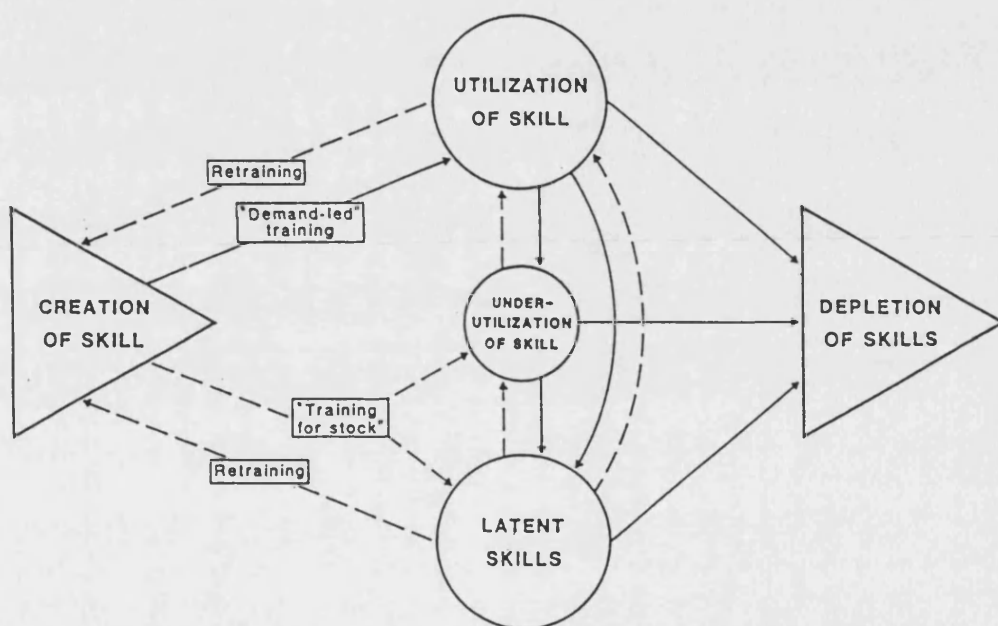 UTILIZATION
OF SKILL
Retraining
"Demand-led"
training
CREATION
OF SKILL
UNDER-
UTILIZATION
OF SKILL
DEPLETION
OF SKILLS
"Training
for stock"
Retraining
LATENT
SKILLS